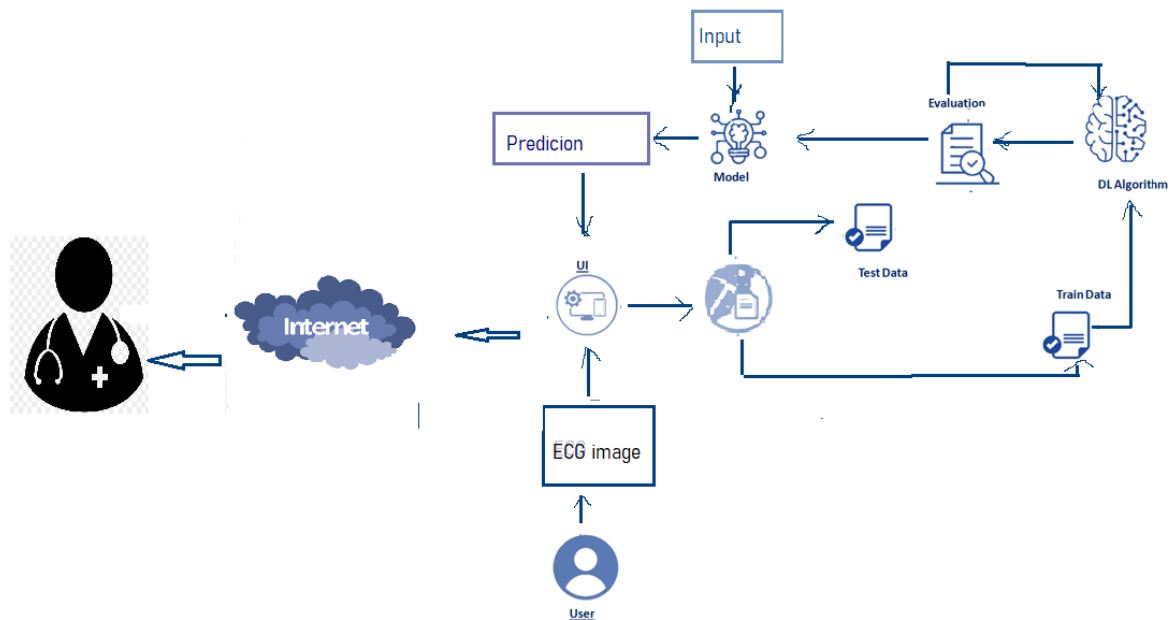 Input
Evaluation
Predicion
Model
DL Algorithm
UI
Test Data
Internet
Train Data
ECG image
User